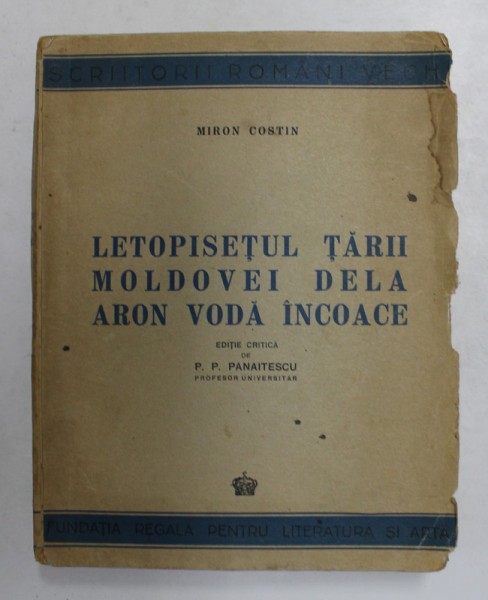 SCRIITORII ROMÂNI VECHI
MIRON COSTIN
LETOPISEȚUL ȚĂRII
MOLDOVEI DELA
ARON VODĂ ÎNCOACE
EDIȚIE CRITICĂ
DE
P. P. PANAITESCU
PROFESOR UNIVERSITAR
FUNDAȚIA REGALĂ PENTRU LITERATURĂ ȘI ARTĂ